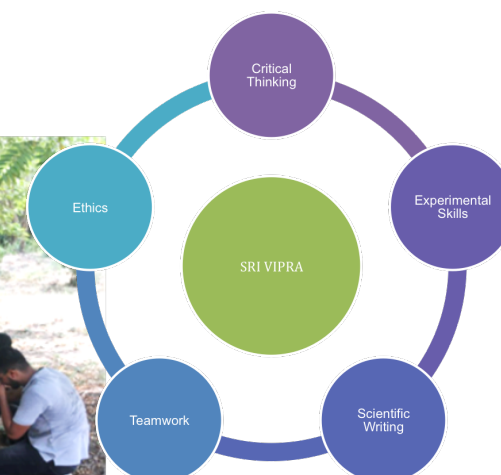 Critical
Thinking
Experimental
Skills
Ethics
SRI VIPRA
Teamwork
Scientific
Writing